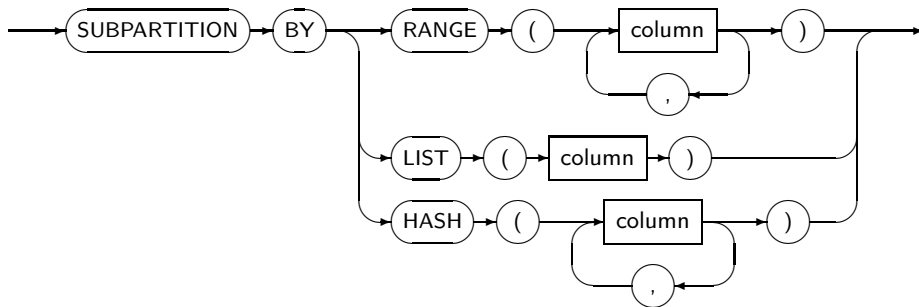 SUBPARTITION BY RANGE ( column )
,
LIST ( column )
HASH ( column )
,